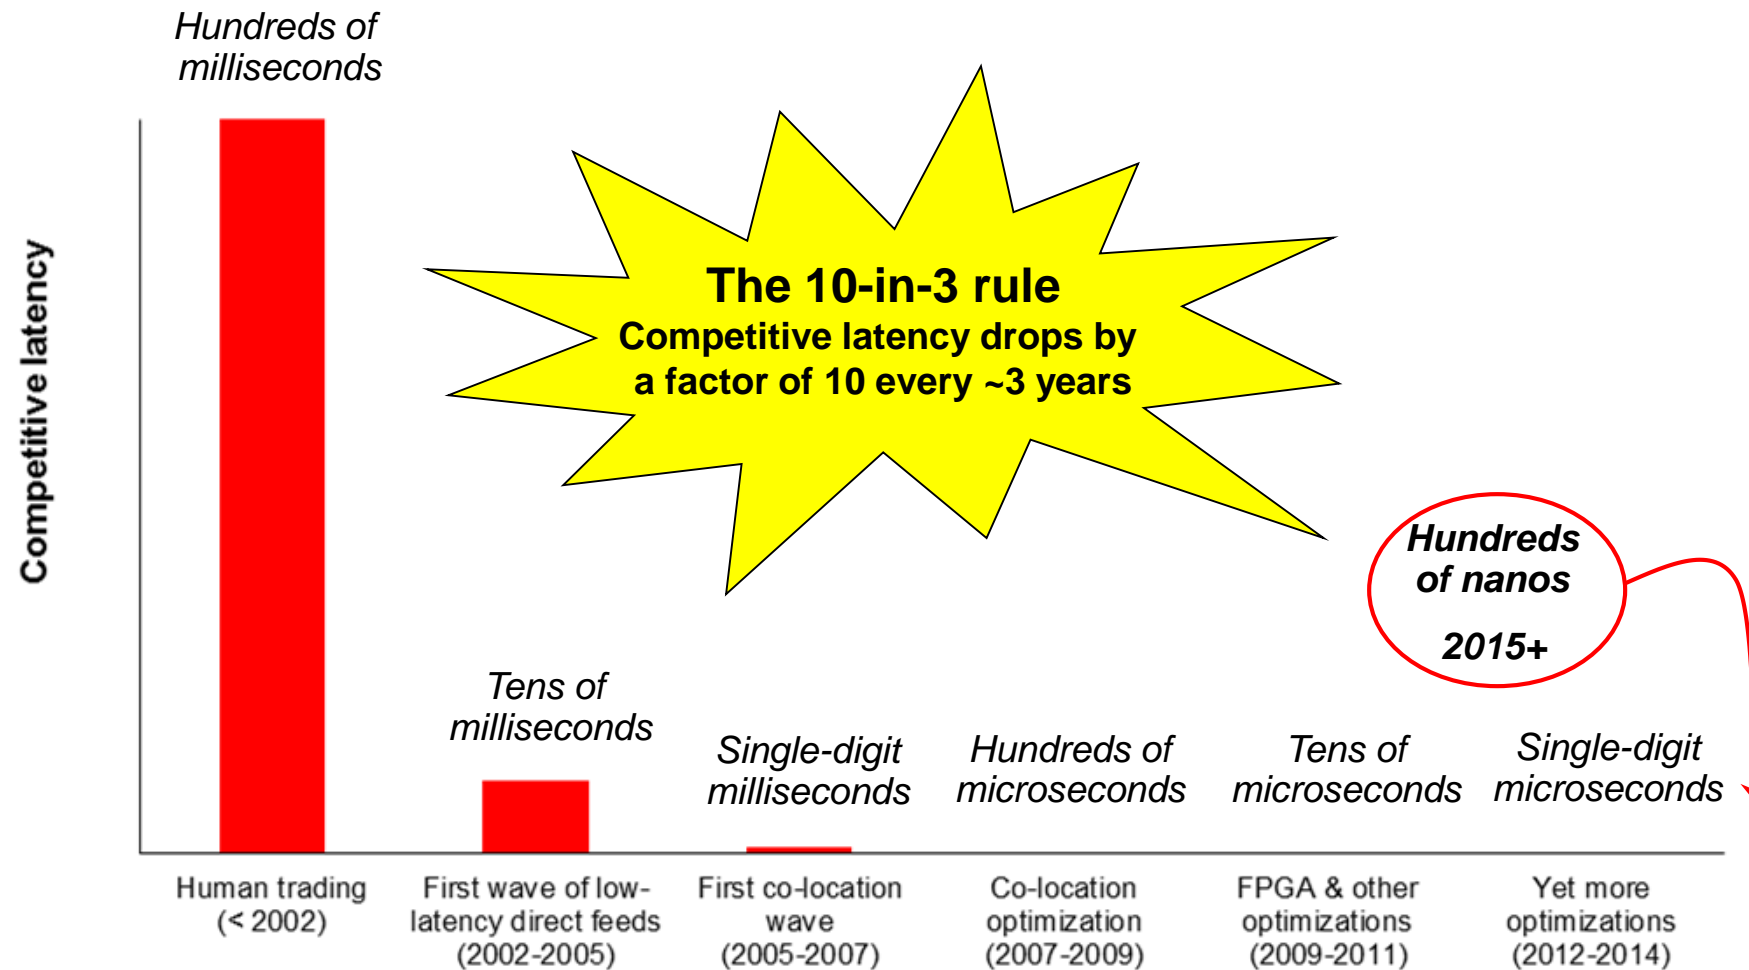 Hundreds of
milliseconds
The 10-in-3 rule
Competitive latency drops by
a factor of 10 every ~3 years
Competitive latency
Hundreds
of nanos
2015+
Tens of
milliseconds
Single-digit
milliseconds
Hundreds of
microseconds
Tens of
microseconds
Single-digit
microseconds
Human trading
(< 2002)
First wave of low-
latency direct feeds
(2002-2005)
First co-location
wave
(2005-2007)
Co-location
optimization
(2007-2009)
FPGA & other
optimizations
(2009-2011)
Yet more
optimizations
(2012-2014)